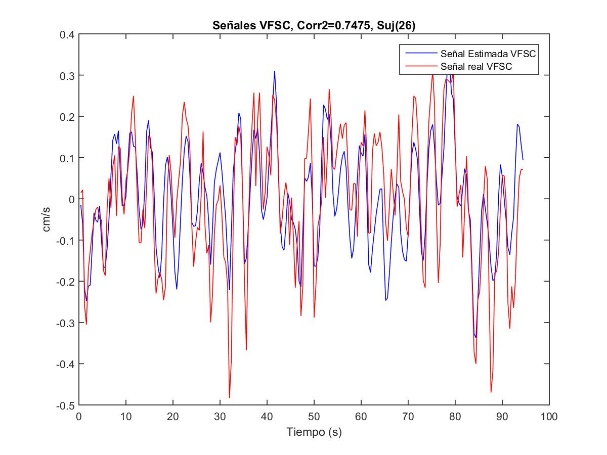 Señales VFSC, Corr2=0.7475, Suj(26)
Señal Estimada VFSC
Señal real VFSC
0.4
0.3
0.2
0.1
0
-0.1
-0.2
-0.3
-0.4
-0.5
cm/s
0 10 20 30 40 50 60 70 80 90 100
Tiempo (s)